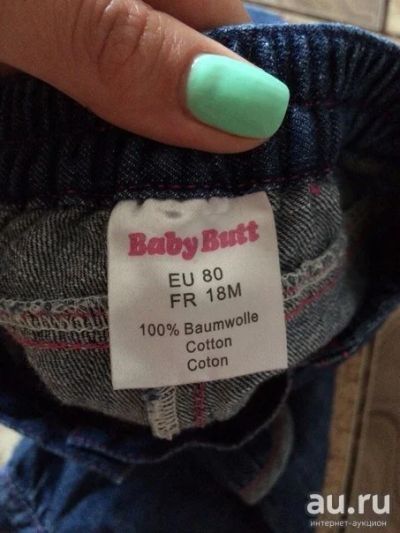 Baby Butt
EU 80
FR 18M
100% Baumwolle
Cotton
Coton
au.ru
интернет-аукцион